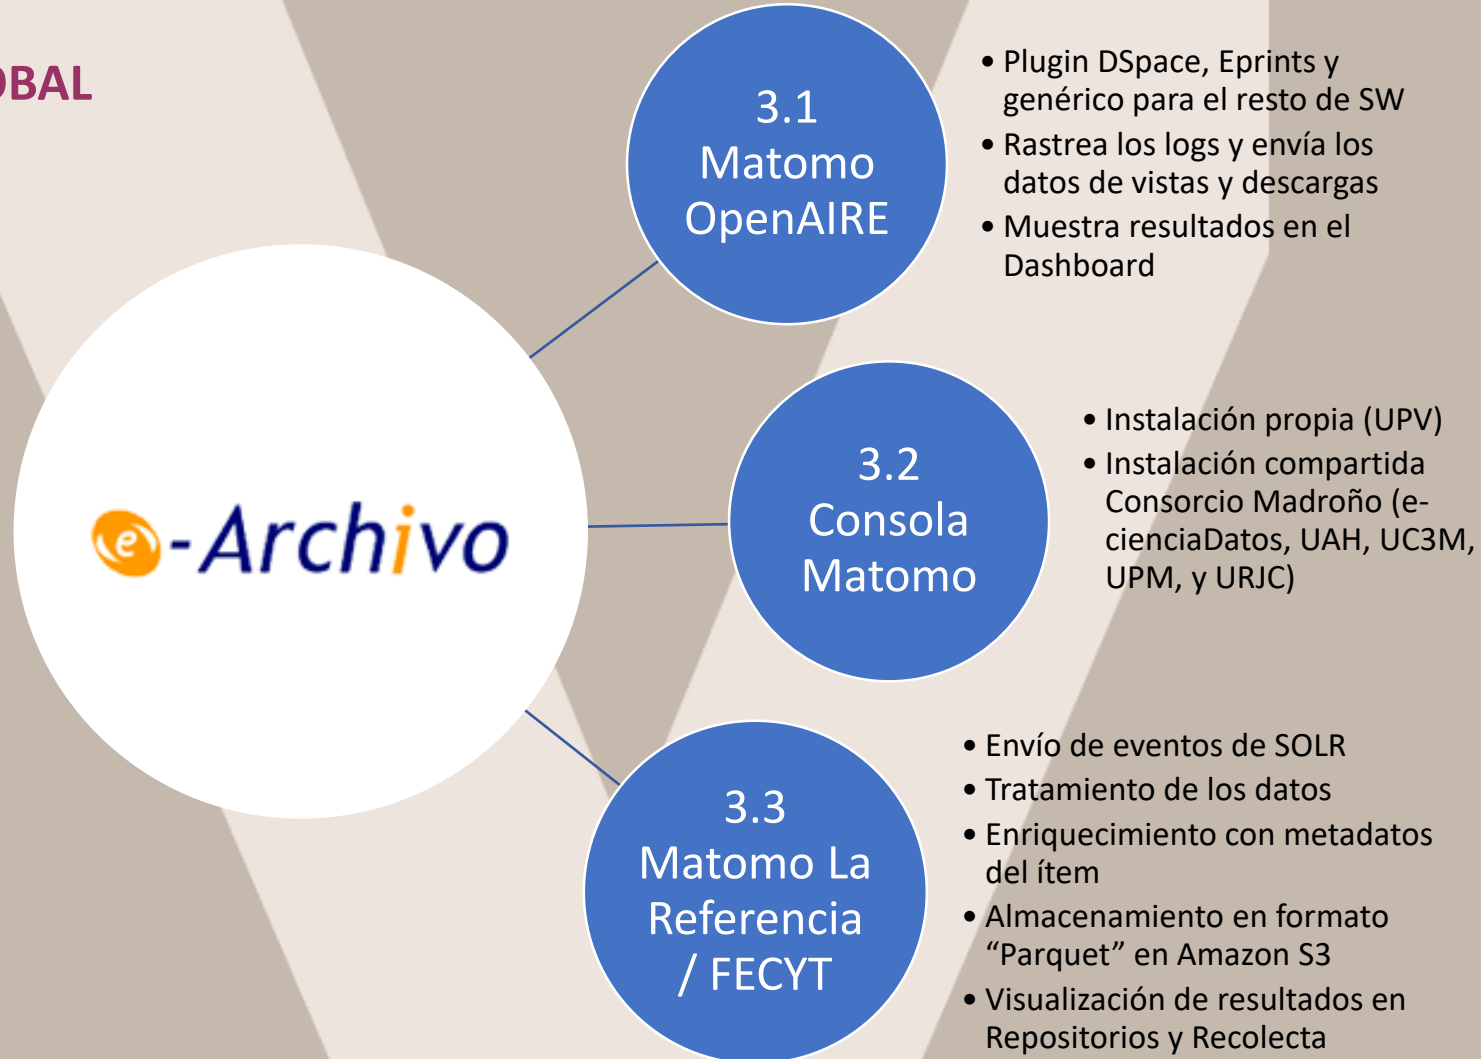 OBAL
3.1
Matomo
OpenAIRE
• Plugin DSpace, Eprints y
genérico para el resto de SW
• Rastrea los logs y envía los
datos de vistas y descargas
• Muestra resultados en el
Dashboard
e-Archivo
3.2
Consola
Matomo
• Instalación propia (UPV)
• Instalación compartida
Consorcio Madroño (e-
cienciaDatos, UAH, UC3M,
UPM, y URJC)
3.3
Matomo La
Referencia
/ FECYT
• Envío de eventos de SOLR
• Tratamiento de los datos
• Enriquecimiento con metadatos
del ítem
• Almacenamiento en formato
“Parquet” en Amazon S3
• Visualización de resultados en
Repositorios y Recolecta